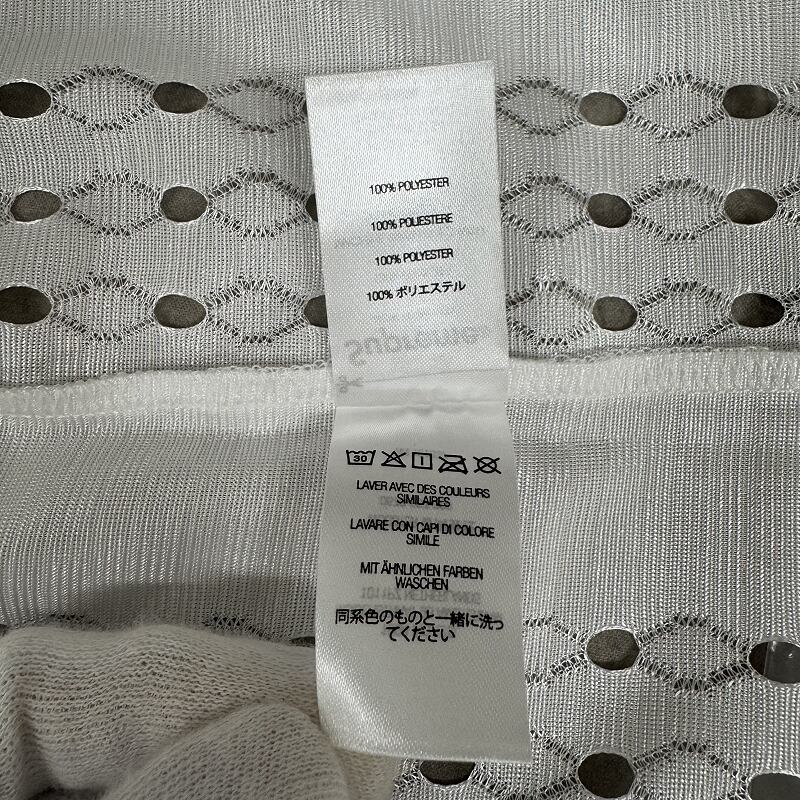 100% POLYESTER
100% POLIESTERE
100% POLYESTER
100% ポリエステル
30
LAVER AVEC DES COULEURS
SIMILAIRES
LAVARE CON CAPI DI COLORE
SIMILE
MIT ÄHNLICHEN FARBEN
WASCHEN
同系色のものと一緒に洗っ
てください